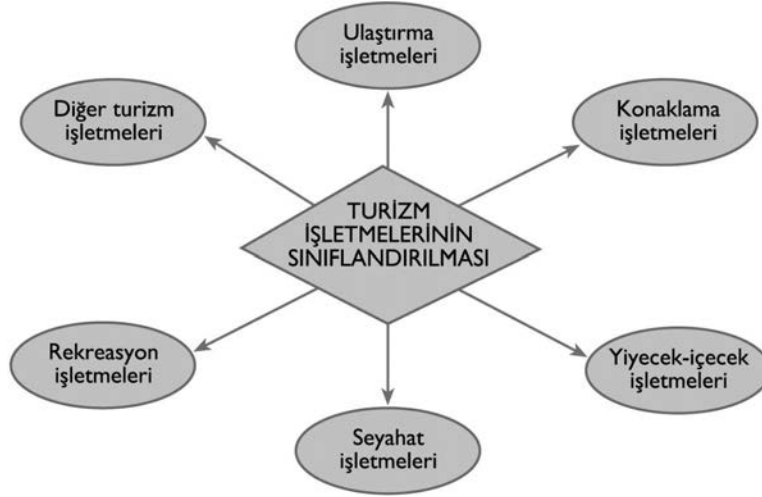 Ulaştırma
işletmeleri
Diğer turizm
işletmeleri
Konaklama
işletmeleri
TURİZM
İŞLETMELERİNİN
SINIFLANDIRILMASI
Rekreasyon
işletmeleri
Yiyecek-içecek
işletmeleri
Seyahat
işletmeleri